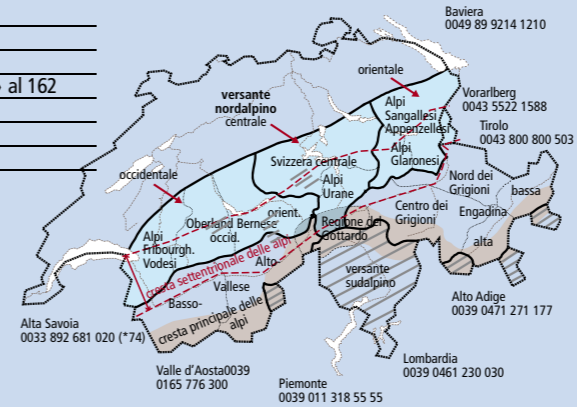 Baviera
0049 89 9214 1210
al 162
orientale
versante
nordalpino
centrale
Vorarlberg
0043 5522 1588
Tirolo
0043 800 800 503
Alpi
Sangallesi
Appenzellesi
Alpi
Glaronesi
Svizzera centrale
Alpi
Urane
occidentale
Nord dei
Grigioni
bassa
Engadina
alta
Centro dei
Grigioni
Oberland Bernese
occid.
orient.
Regione del
Gottardo
Alpi
Fribourgh.
Vodesi
cresta settentrionale delle alpi
Alto
Vallese
Basso-
cresta principale delle
alpi
versante
sudalpino
Alta Savoia
0033 892 681 020 (*74)
Alto Adige
0039 0471 271 177
Valle d'Aosta0039
0165 776 300
Lombardia
0039 0461 230 030
Piemonte
0039 011 318 55 55